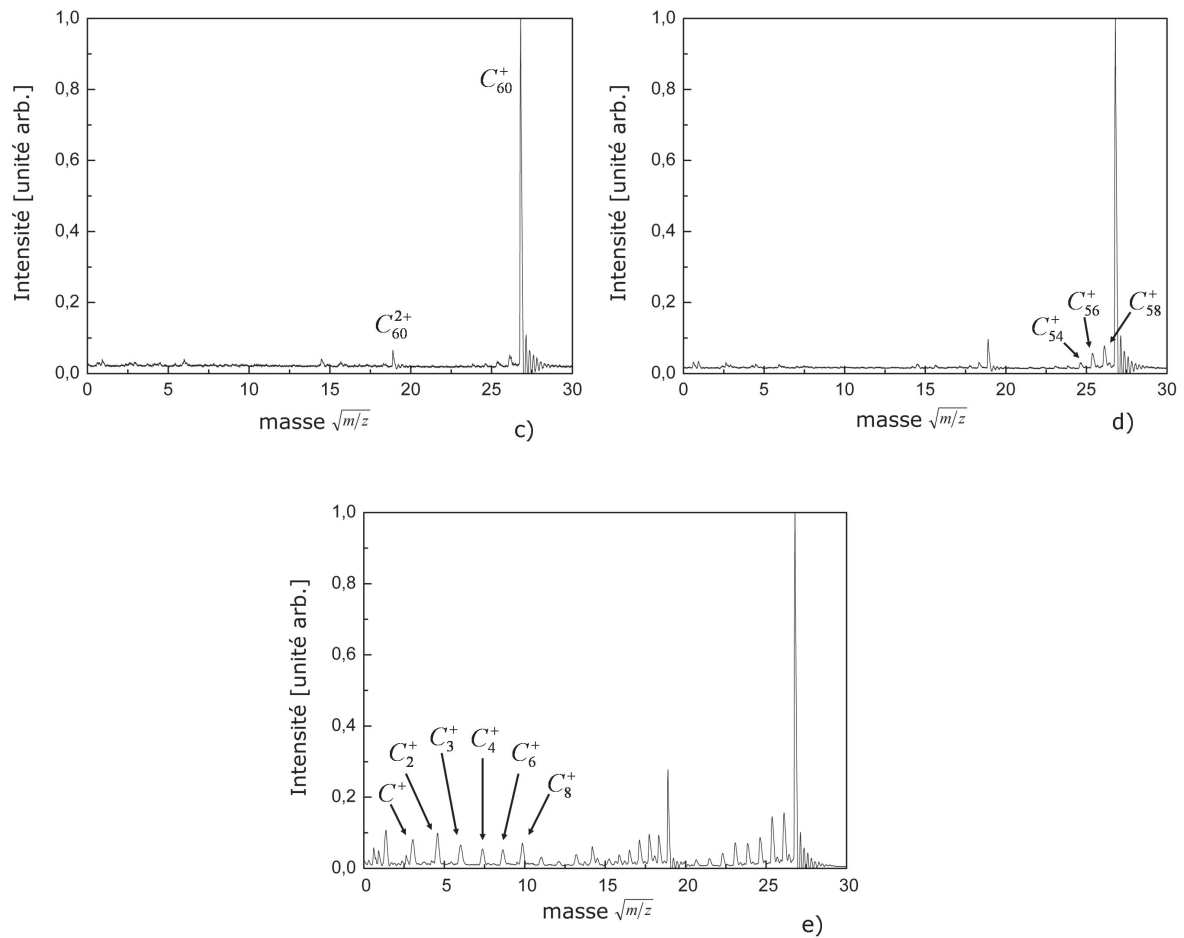 1,0
0,8
0,6
0,4
0,2
0,0
Intensité [unité arb.]
C60+
C60 2+
0 5 10 15 20 25 30
masse √m/z
c)
1,0
0,8
0,6
0,4
0,2
0,0
Intensité [unité arb.]
C54+
C56+
C58+
0 5 10 15 20 25 30
masse √m/z
d)
1,0
0,8
0,6
0,4
0,2
0,0
Intensité [unité arb.]
C+
C2+
C3+
C4+
C6+
C8+
0 5 10 15 20 25 30
masse √m/z
e)